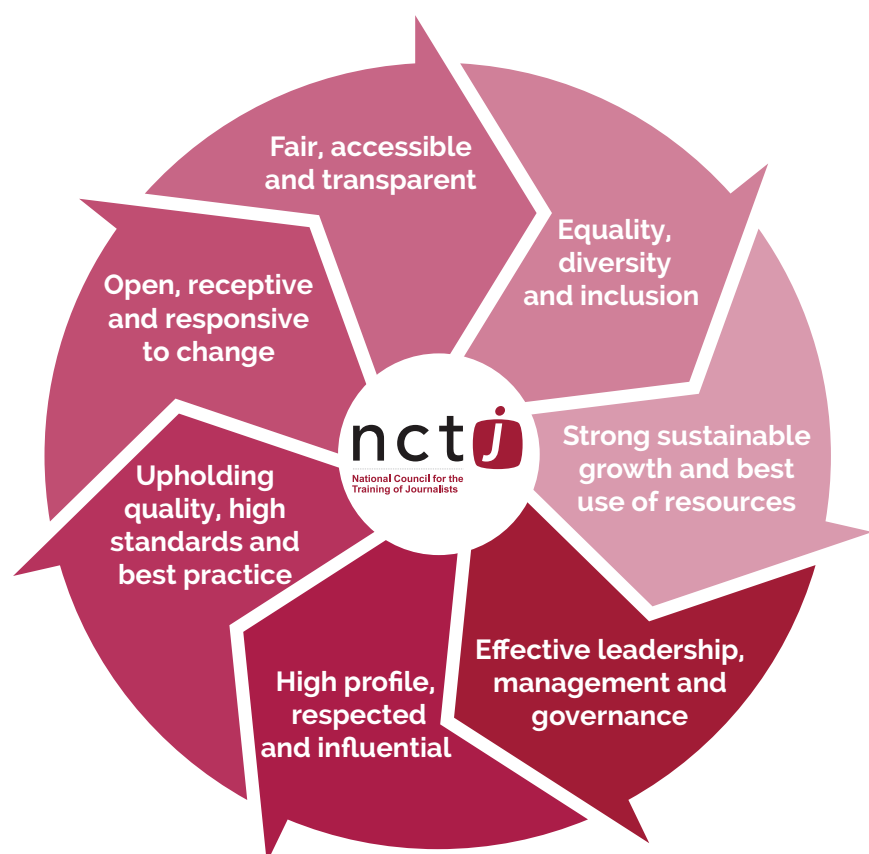 Fair, accessible
and transparent
Equality,
diversity
and inclusion
Strong sustainable
growth and best
use of resources
Effective leadership,
management and
governance
High profile,
respected
and influential
Upholding
quality, high
standards and
best practice
Open, receptive
and responsive
to change
nctj
National Council for the
Training of Journalists